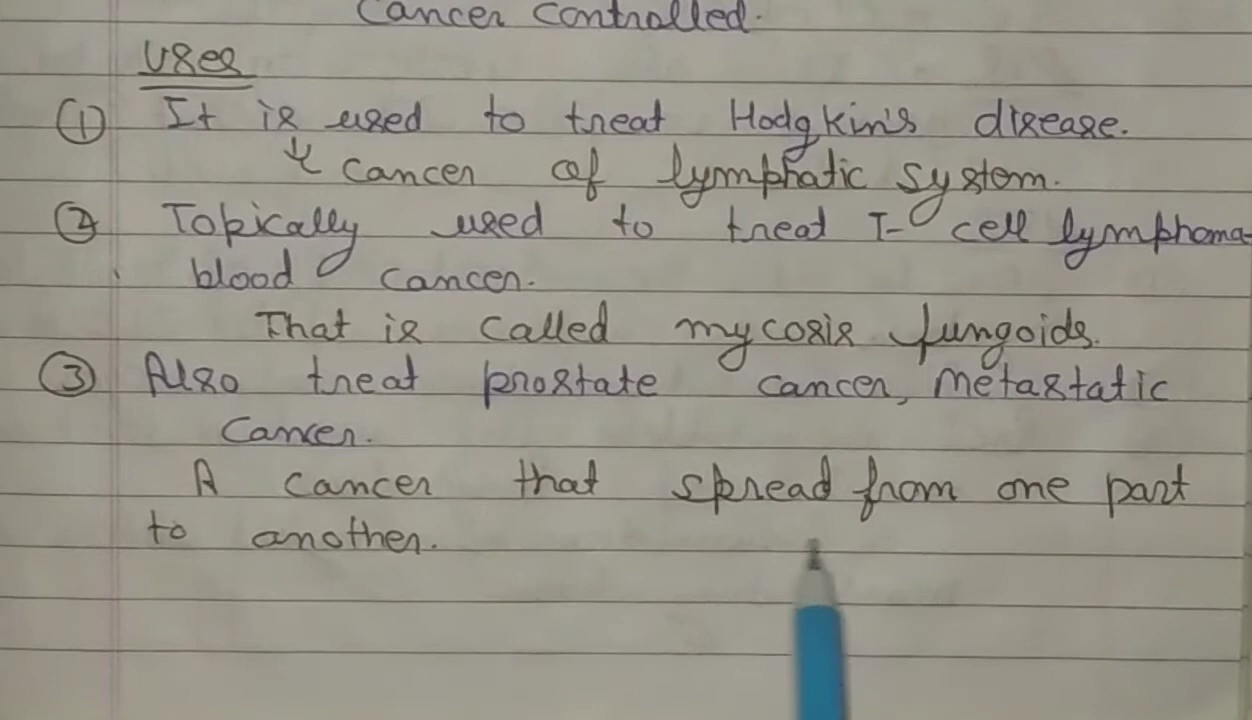 Cancer controlled.
Uses
① It is used to treat Hodgkin's disease.
↓ cancer of lymphatic system.
② Topically used to treat T- cell lymphoma-
blood cancer.
That is called mycosis fungoids.
③ Also treat prostate cancer, Metastatic
Cancer.
A cancer that spread from one part
to another.